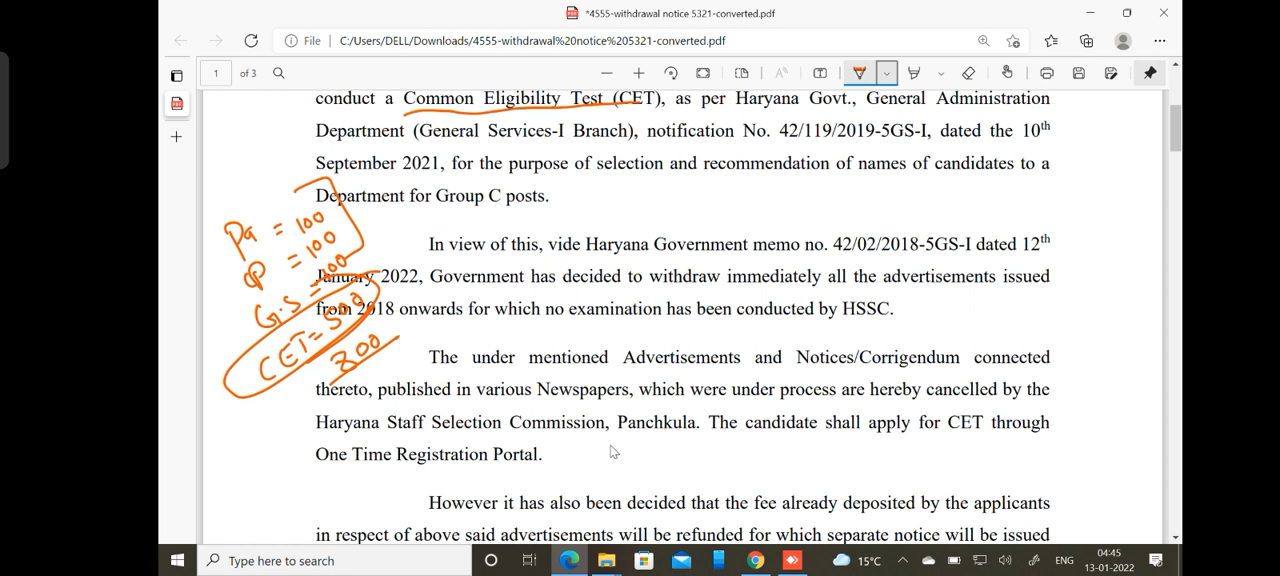 *4555-withdrawal notice 5321-converted.pdf
File C:/Users/DELL/Downloads/4555-withdrawal%20notice%205321-converted.pdf
1 of 3
conduct a Common Eligibility Test (CET), as per Haryana Govt., General Administration
Department (General Services-I Branch), notification No. 42/119/2019-5GS-I, dated the 10th
September 2021, for the purpose of selection and recommendation of names of candidates to a
Department for Group C posts.
In view of this, vide Haryana Government memo no. 42/02/2018-5GS-I dated 12th
January 2022, Government has decided to withdraw immediately all the advertisements issued
from 2018 onwards for which no examination has been conducted by HSSC.
= 100
= 100
G.S = 100
CET = 500
800
The under mentioned Advertisements and Notices/Corrigendum connected
thereto, published in various Newspapers, which were under process are hereby cancelled by the
Haryana Staff Selection Commission, Panchkula. The candidate shall apply for CET through
One Time Registration Portal.
However it has also been decided that the fee already deposited by the applicants
in respect of above said advertisements will be refunded for which separate notice will be issued
Type here to search
15°C
ENG
04:45
13-01-2022